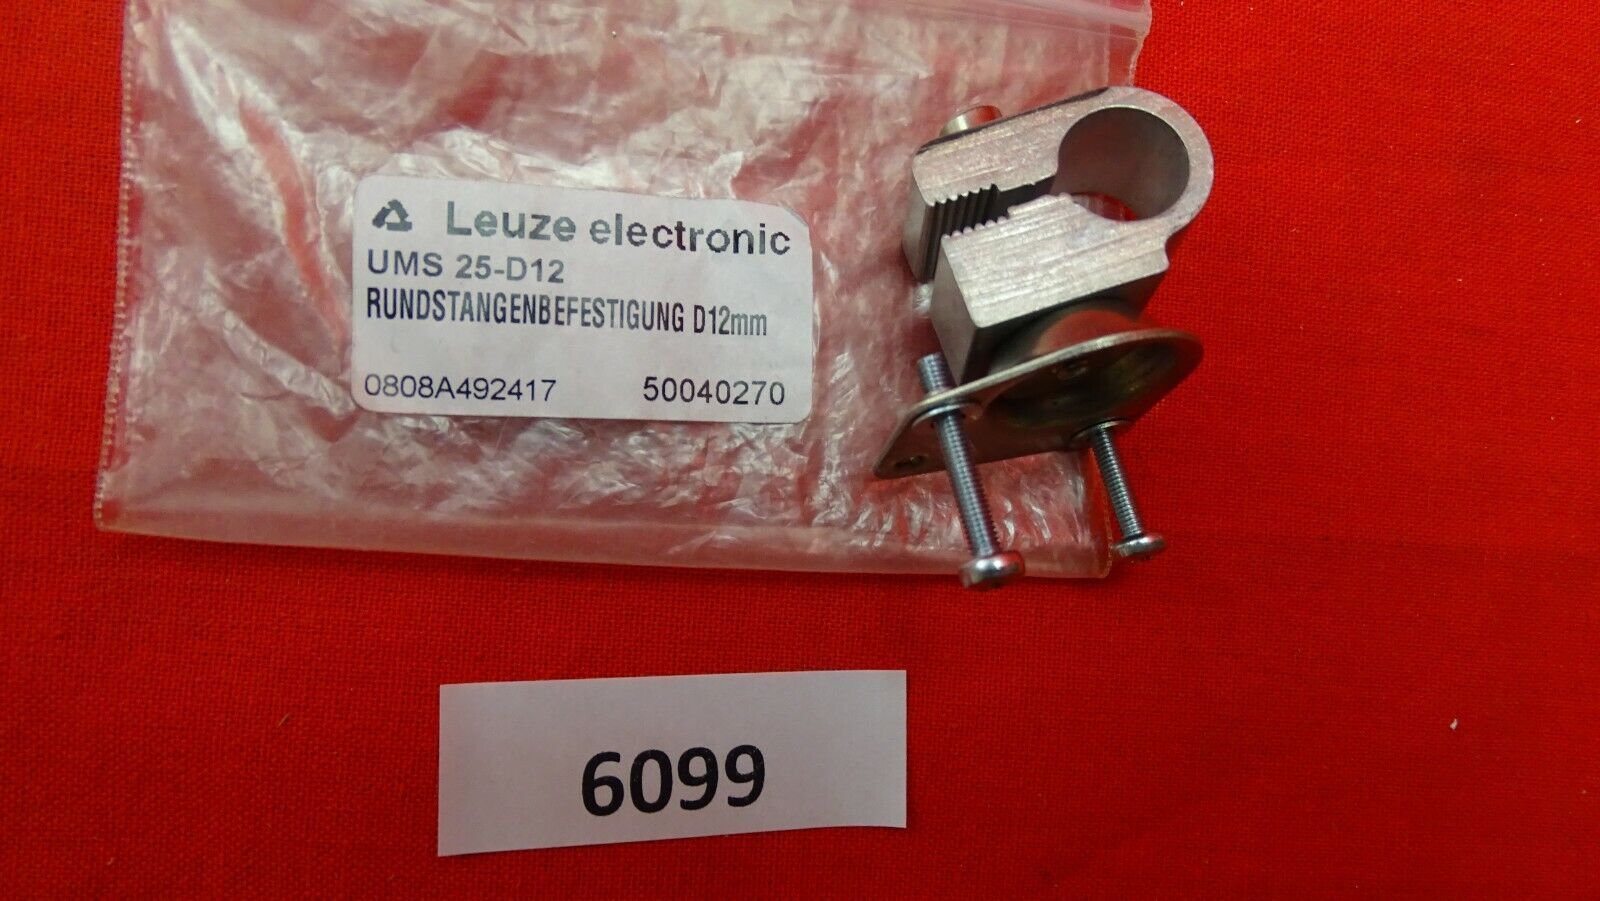 Leuze electronic
UMS 25-D12
RUNDSTANGENBEFESTIGUNG D12mm
0808A492417 50040270
6099